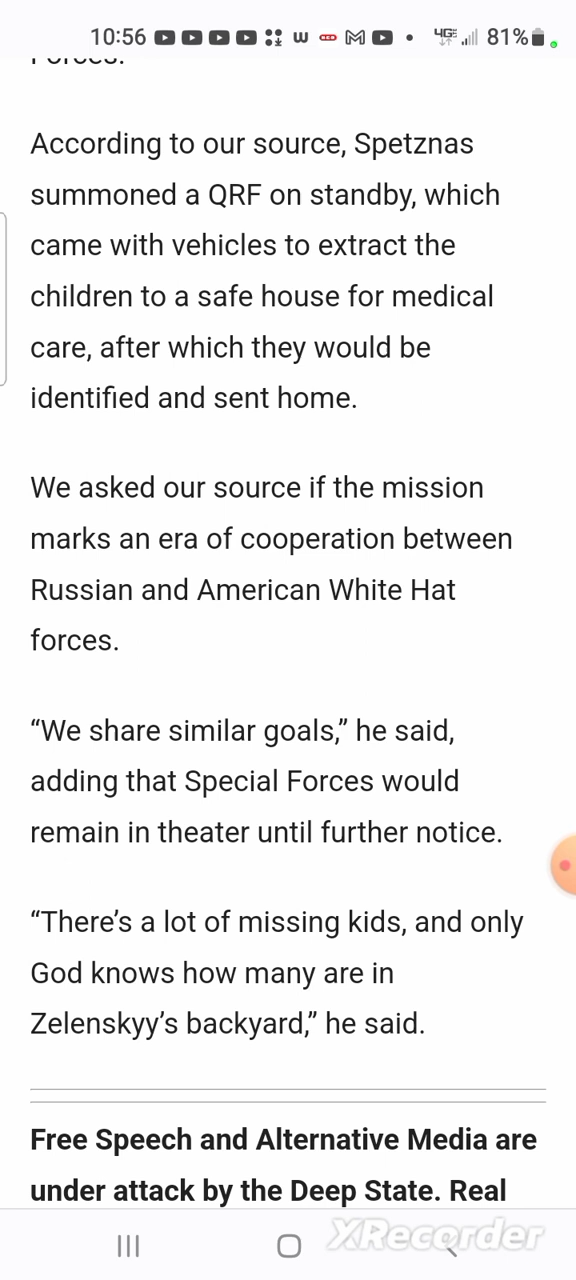 10:56 81%
Forces.
According to our source, Spetznas
summoned a QRF on standby, which
came with vehicles to extract the
children to a safe house for medical
care, after which they would be
identified and sent home.
We asked our source if the mission
marks an era of cooperation between
Russian and American White Hat
forces.
“We share similar goals,” he said,
adding that Special Forces would
remain in theater until further notice.
“There’s a lot of missing kids, and only
God knows how many are in
Zelenskyy’s backyard,” he said.
Free Speech and Alternative Media are
under attack by the Deep State. Real
XRecorder